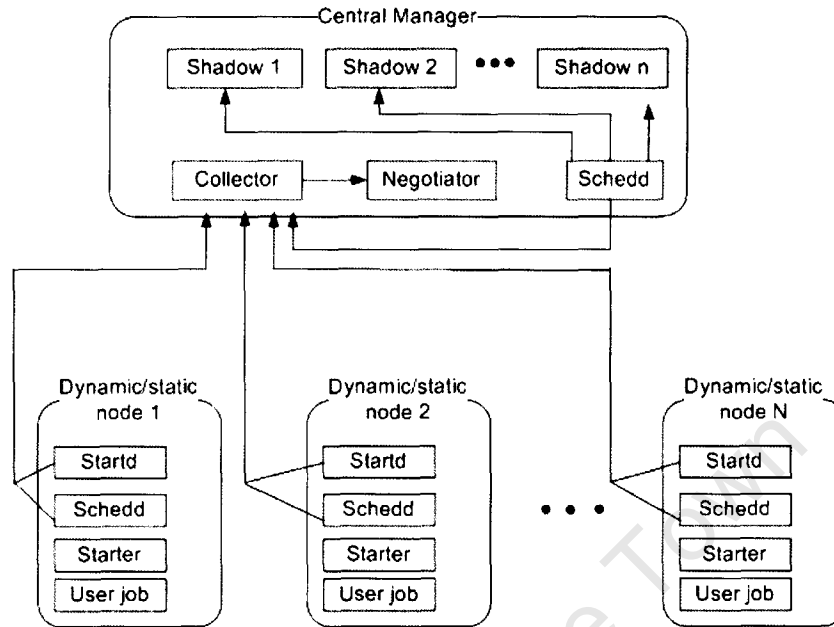 Central Manager
Shadow 1
Shadow 2
Shadow n
Collector
Negotiator
Schedd
Dynamic/static
node 1
Startd
Schedd
Starter
User job
Dynamic/static
node 2
Startd
Schedd
Starter
User job
Dynamic/static
node N
Startd
Schedd
Starter
User job
Town